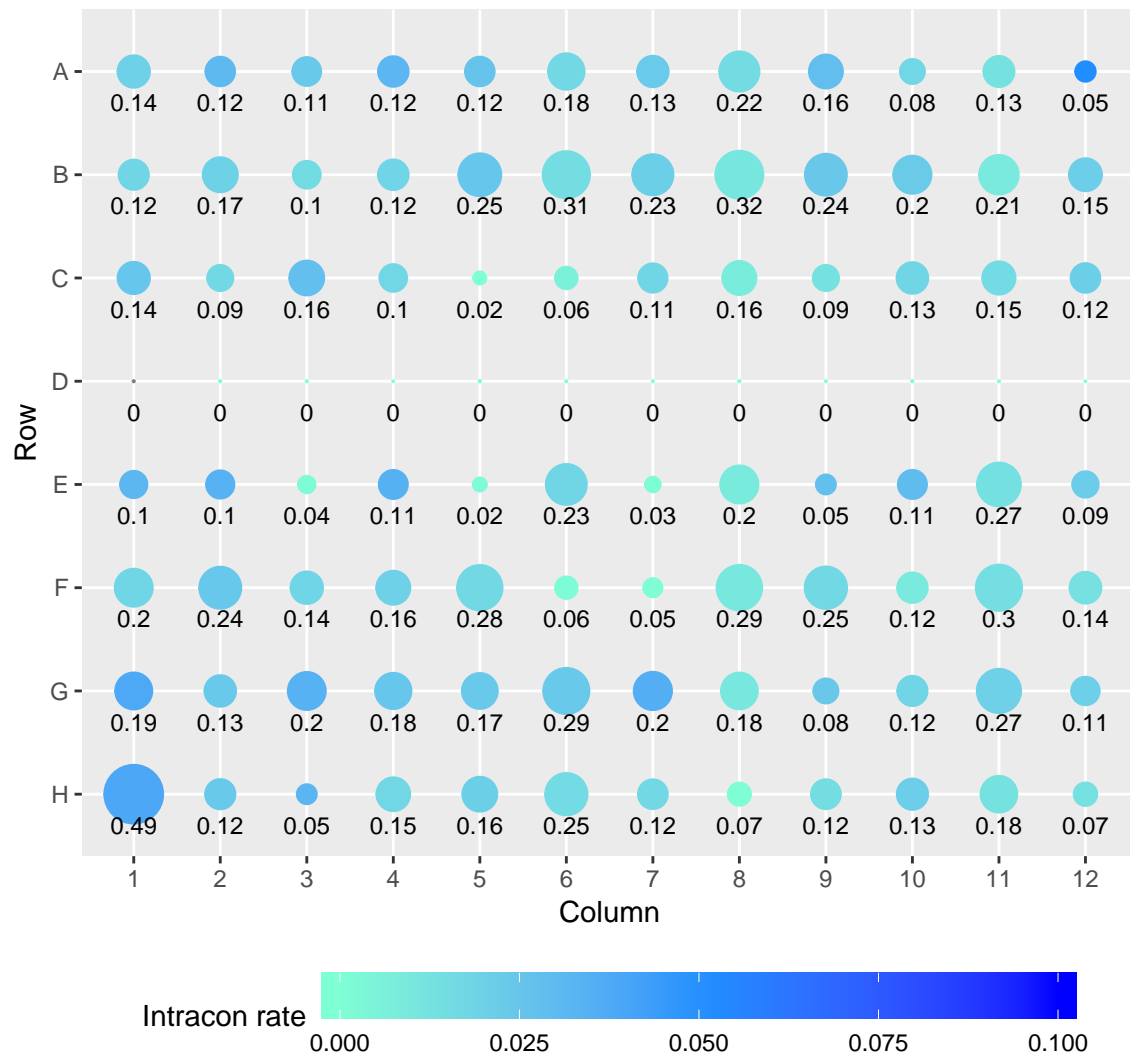 A
0.14 0.12 0.11 0.12 0.12 0.18 0.13 0.22 0.16 0.08 0.13 0.05
B
0.12 0.17 0.1 0.12 0.25 0.31 0.23 0.32 0.24 0.2 0.21 0.15
C
0.14 0.09 0.16 0.1 0.02 0.06 0.11 0.16 0.09 0.13 0.15 0.12
D
0 0 0 0 0 0 0 0 0 0 0 0
Row
E
0.1 0.1 0.04 0.11 0.02 0.23 0.03 0.2 0.05 0.11 0.27 0.09
F
0.2 0.24 0.14 0.16 0.28 0.06 0.05 0.29 0.25 0.12 0.3 0.14
G
0.19 0.13 0.2 0.18 0.17 0.29 0.2 0.18 0.08 0.12 0.27 0.11
H
0.49 0.12 0.05 0.15 0.16 0.25 0.12 0.07 0.12 0.13 0.18 0.07
1 2 3 4 5 6 7 8 9 10 11 12
Column
Intracon rate
0.000 0.025 0.050 0.075 0.100